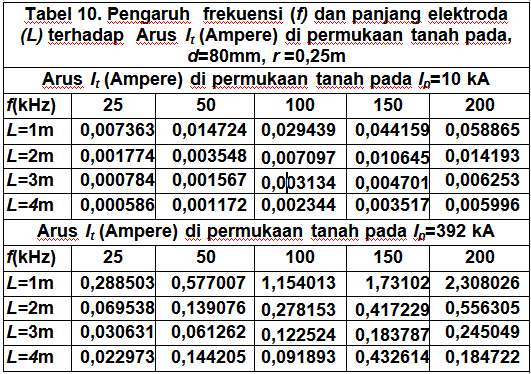 Tabel 10. Pengaruh frekuensi (f) dan panjang elektroda
(L) terhadap Arus It (Ampere) di permukaan tanah pada,
d=80mm, r =0,25m
Arus It (Ampere) di permukaan tanah pada Ip=10 kA
f(kHz) 25 50 100 150 200
L=1m 0,007363 0,014724 0,029439 0,044159 0,058865
L=2m 0,001774 0,003548 0,007097 0,010645 0,014193
L=3m 0,000784 0,001567 0,003134 0,004701 0,006253
L=4m 0,000586 0,001172 0,002344 0,003517 0,005996
Arus It (Ampere) di permukaan tanah pada Ip=392 kA
f(kHz) 25 50 100 150 200
L=1m 0,288503 0,577007 1,154013 1,73102 2,308026
L=2m 0,069538 0,139076 0,278153 0,417229 0,556305
L=3m 0,030631 0,061262 0,122524 0,183787 0,245049
L=4m 0,022973 0,144205 0,091893 0,432614 0,184722